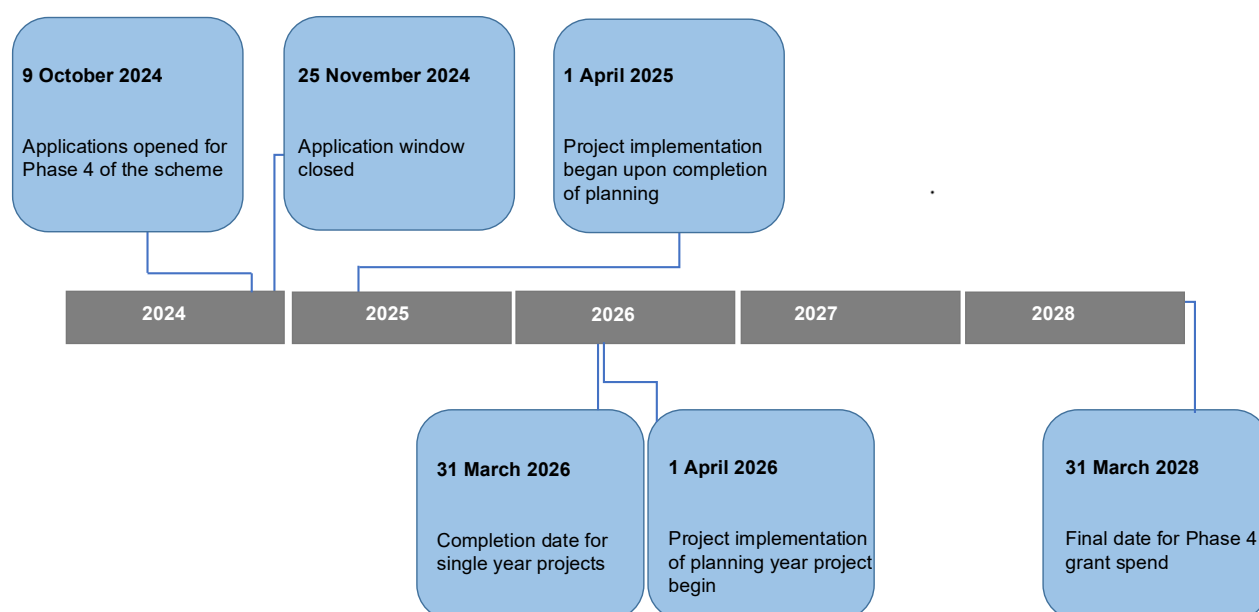 9 October 2024
Applications opened for
Phase 4 of the scheme
25 November 2024
Application window
closed
1 April 2025
Project implementation
began upon completion
of planning
.
2024
2025
2026
2027
2028
31 March 2026
Completion date for
single year projects
1 April 2026
Project implementation
of planning year project
begin
31 March 2028
Final date for Phase 4
grant spend